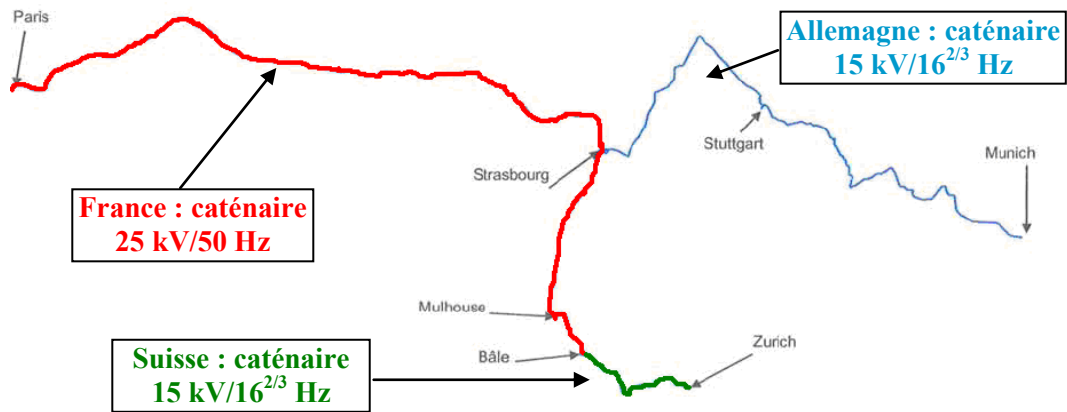 Paris
Allemagne : caténaire
15 kV/16^{2/3} Hz
Stuttgart
Strasbourg
Munich
France : caténaire
25 kV/50 Hz
Mulhouse
Bâle
Zurich
Suisse : caténaire
15 kV/16^{2/3} Hz